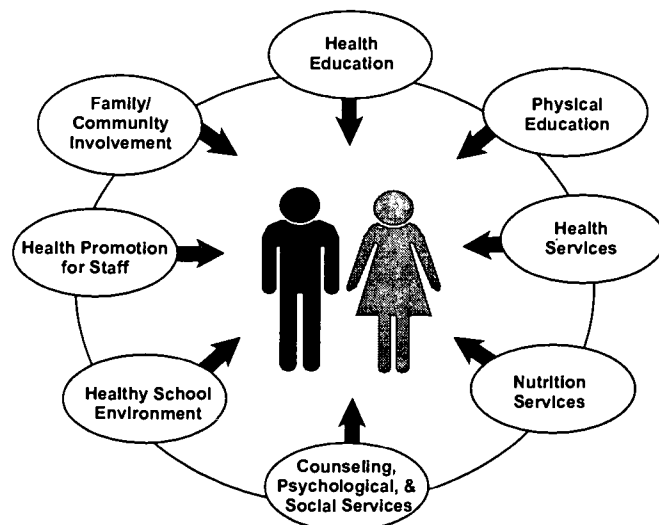 Health
Education
Physical
Education
Health
Services
Nutrition
Services
Counseling,
Psychological, &
Social Services
Healthy School
Environment
Health Promotion
for Staff
Family/
Community
Involvement